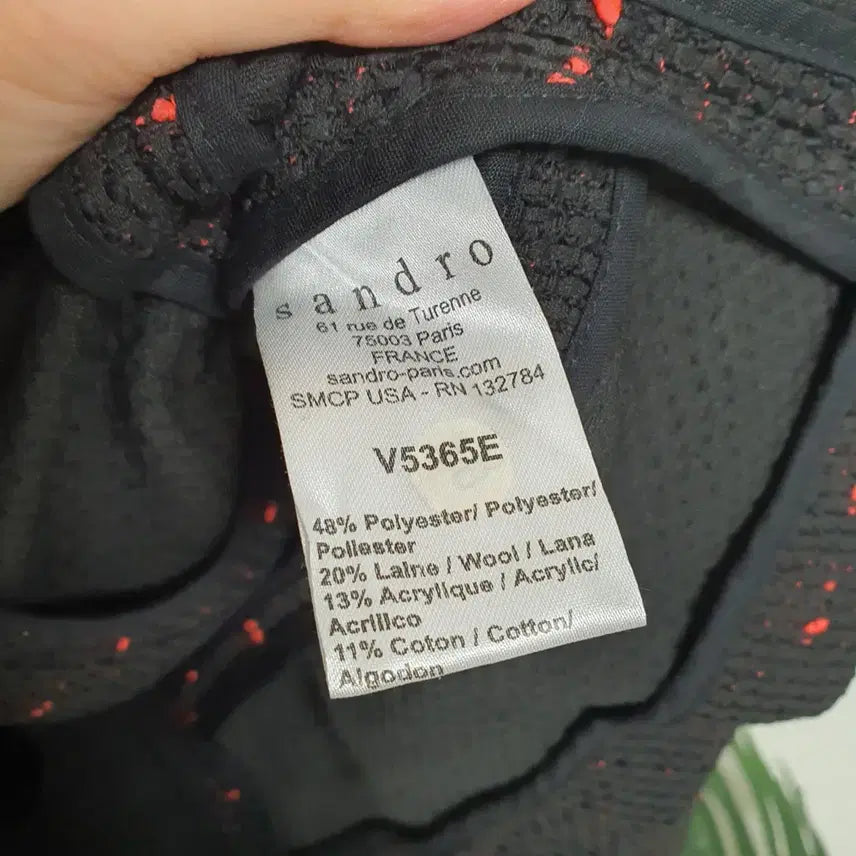 sandro
61 rue de Turenne
75003 Paris
FRANCE
sandro-paris.com
SMCP USA - RN 132784
V5365E
48% Polyester/ Polyester/
Poliester
20% Laine / Wool / Lana
13% Acrylique / Acrylic/
Acrilico
11% Coton / Cotton/
Algodon